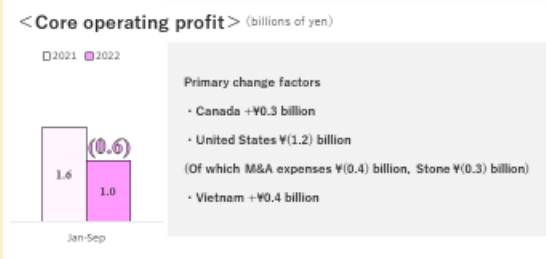 ＜Core operating profit＞ (billions of yen)
□2021 ■2022
(0.6)
1.6
1.0
Jan-Sep
Primary change factors
・Canada +¥0.3 billion
・United States ¥(1.2) billion
(Of which M&A expenses ¥(0.4) billion, Stone ¥(0.3) billion)
・Vietnam +¥0.4 billion